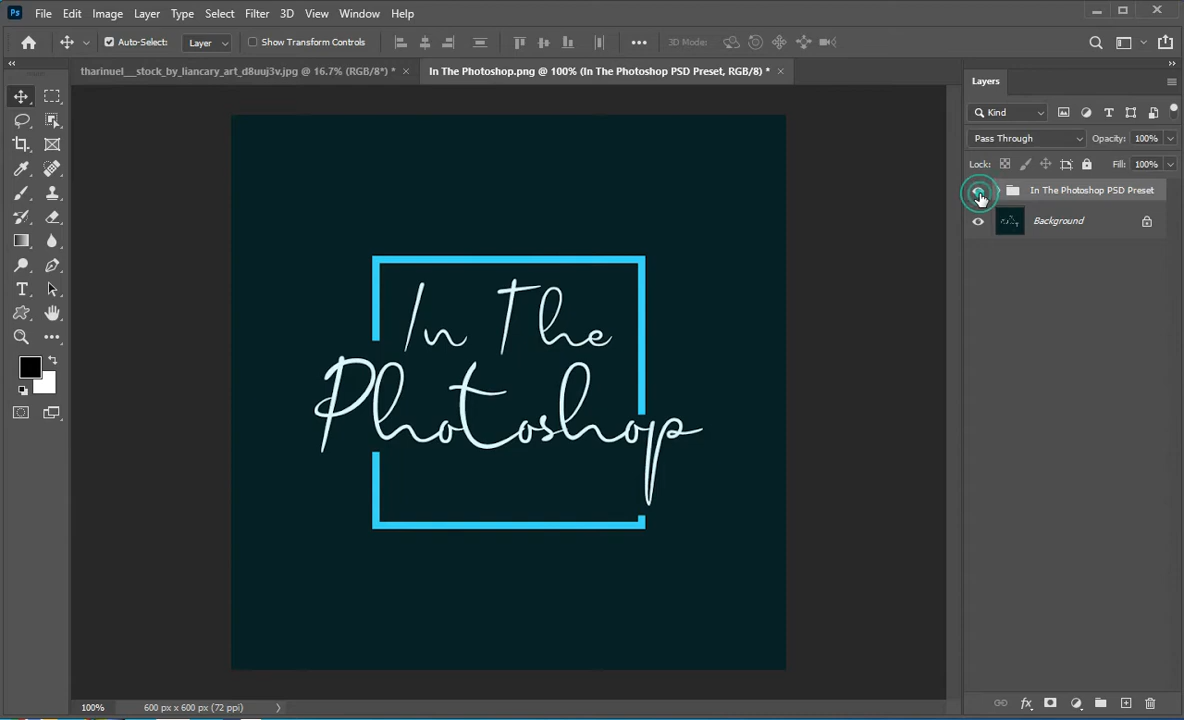 Ps File Edit Image Layer Type Select Filter 3D View Window Help
Auto-Select: Layer Show Transform Controls 3D Mode:
tharinuel__stock_by_liancary_art_d8uuj3v.jpg @ 16.7% (RGB/8*) * × In The Photoshop.png @ 100% (In The Photoshop PSD Preset, RGB/8) * ×
Layers
Kind
Pass Through Opacity: 100%
Lock: Fill: 100%
In The Photoshop PSD Preset
Background
In The
Photoshop
100% 600 px x 600 px (72 ppi)